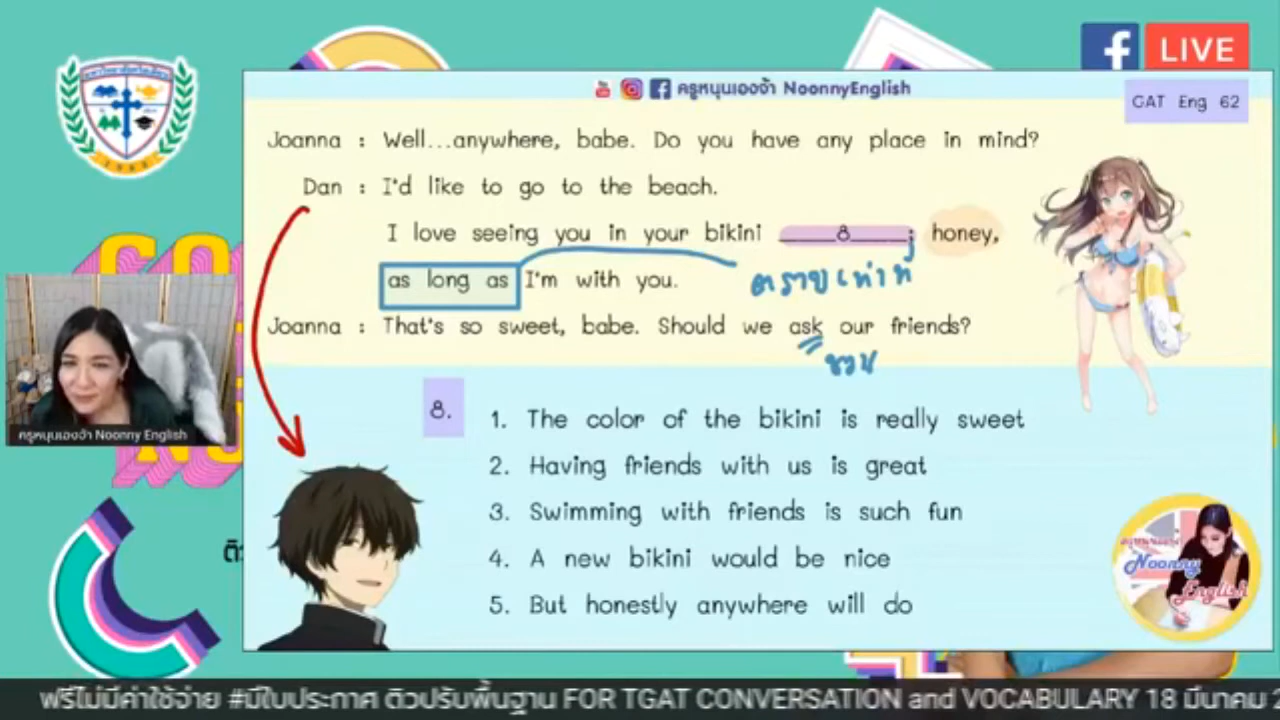 LIVE
ครูหนุนเองจ้า NoonnyEnglish
GAT Eng 62
Joanna : Well...anywhere, babe. Do you have any place in mind?
Dan : I'd like to go to the beach.
I love seeing you in your bikini ____8____; honey,
as long as I'm with you.
ตราบเท่าที่
Joanna : That's so sweet, babe. Should we ask our friends?
ชวน
8.
1. The color of the bikini is really sweet
2. Having friends with us is great
3. Swimming with friends is such fun
4. A new bikini would be nice
5. But honestly anywhere will do
ครูหนุนเองจ้า Noonny English
Noonny
English
ฟรีไม่มีค่าใช้จ่าย #มีใบประกาศ ติวปรับพื้นฐาน FOR TGAT CONVERSATION and VOCABULARY 18 มีนาคม 2